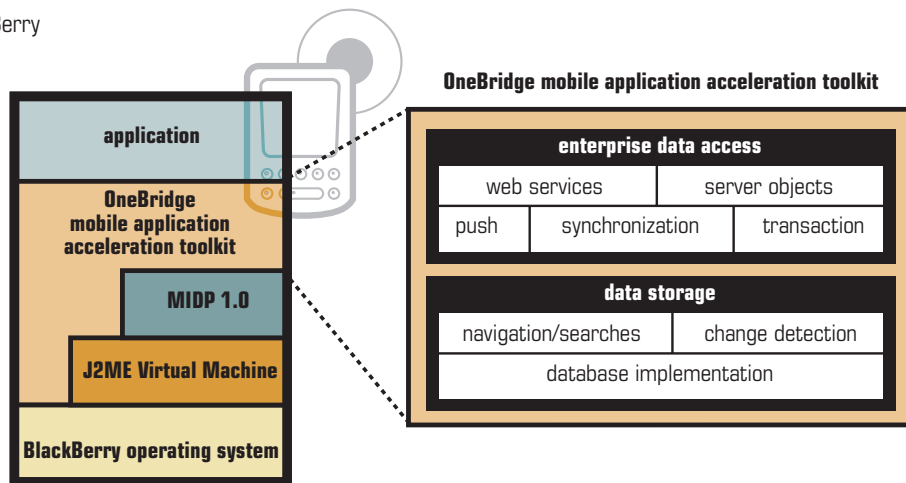 erry
application
OneBridge
mobile application
acceleration toolkit
MIDP 1.0
J2ME Virtual Machine
BlackBerry operating system
OneBridge mobile application acceleration toolkit
enterprise data access
web services
server objects
push
synchronization
transaction
data storage
navigation/searches
change detection
database implementation